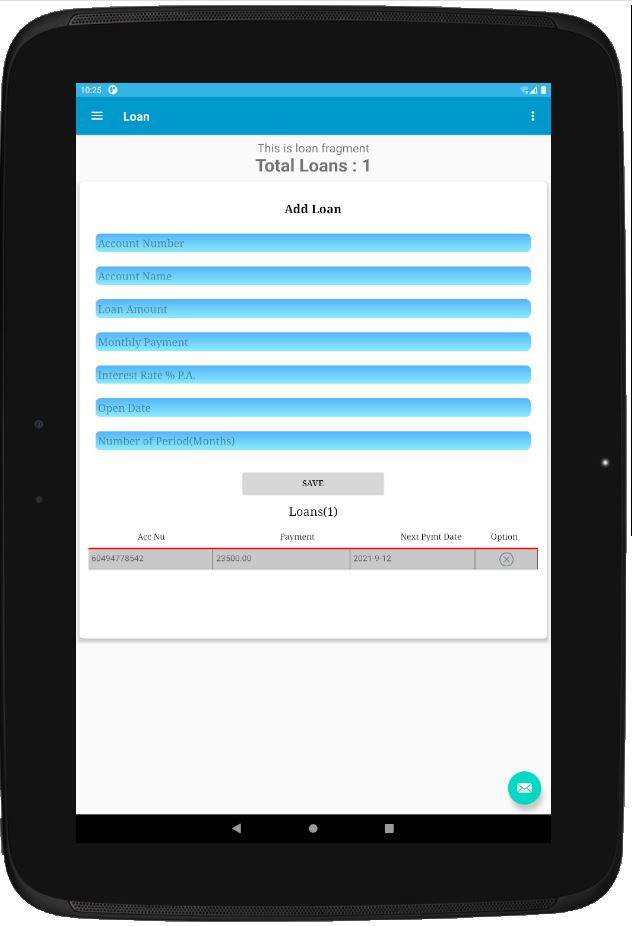 10:25
Loan
This is loan fragment
Total Loans : 1
Add Loan
Account Number
Account Name
Loan Amount
Monthly Payment
Interest Rate % P.A.
Open Date
Number of Period(Months)
SAVE
Loans(1)
Acc Nu Payment Next Pymt Date Option
60494778542 23500.00 2021-9-12